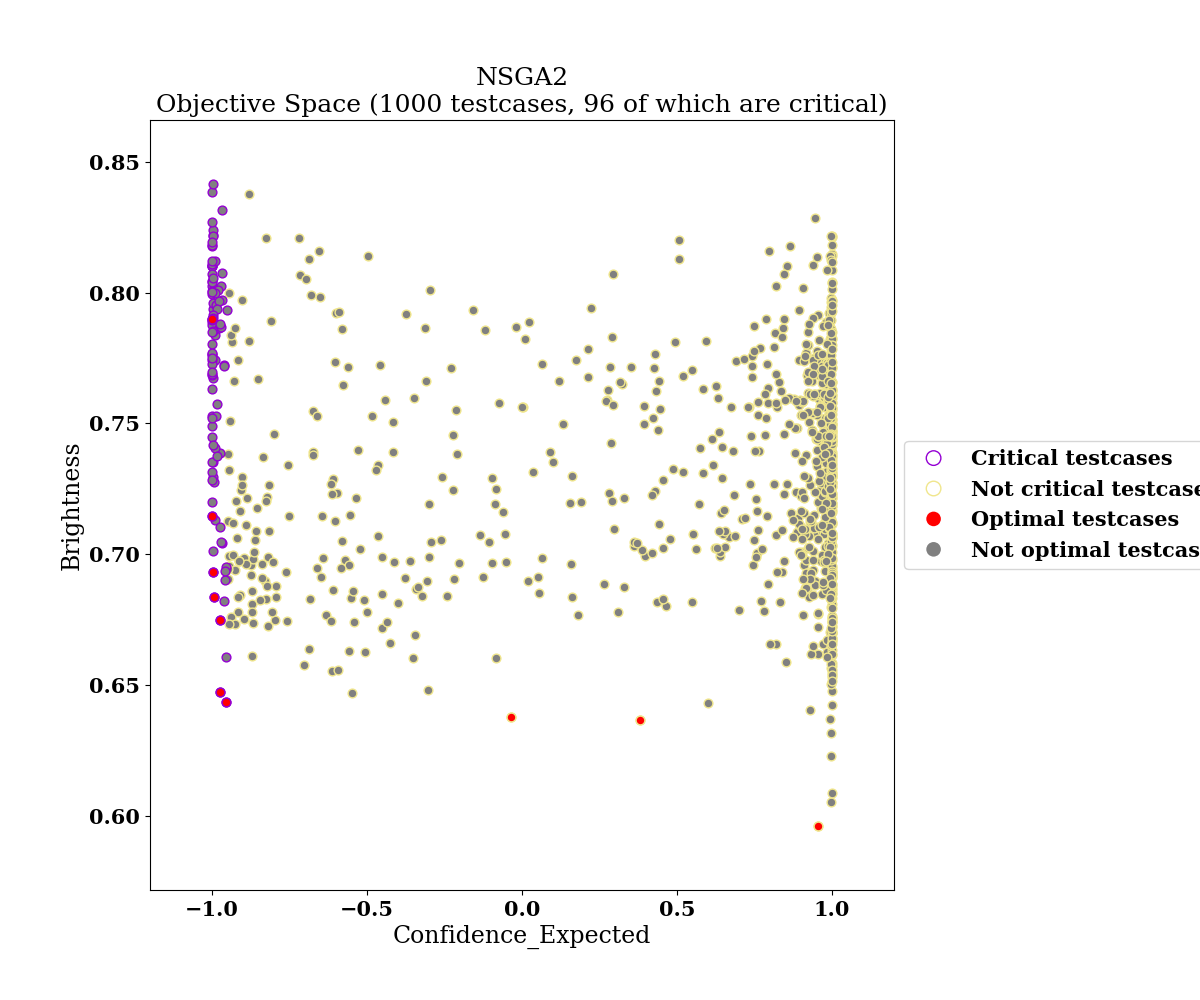 NSGA2
Objective Space (1000 testcases, 96 of which are critical)
0.85
0.80
0.75
0.70
0.65
0.60
Brightness
−1.0
−0.5
0.0
0.5
1.0
Confidence_Expected
Critical testcases
Not critical testcase
Optimal testcases
Not optimal testcas